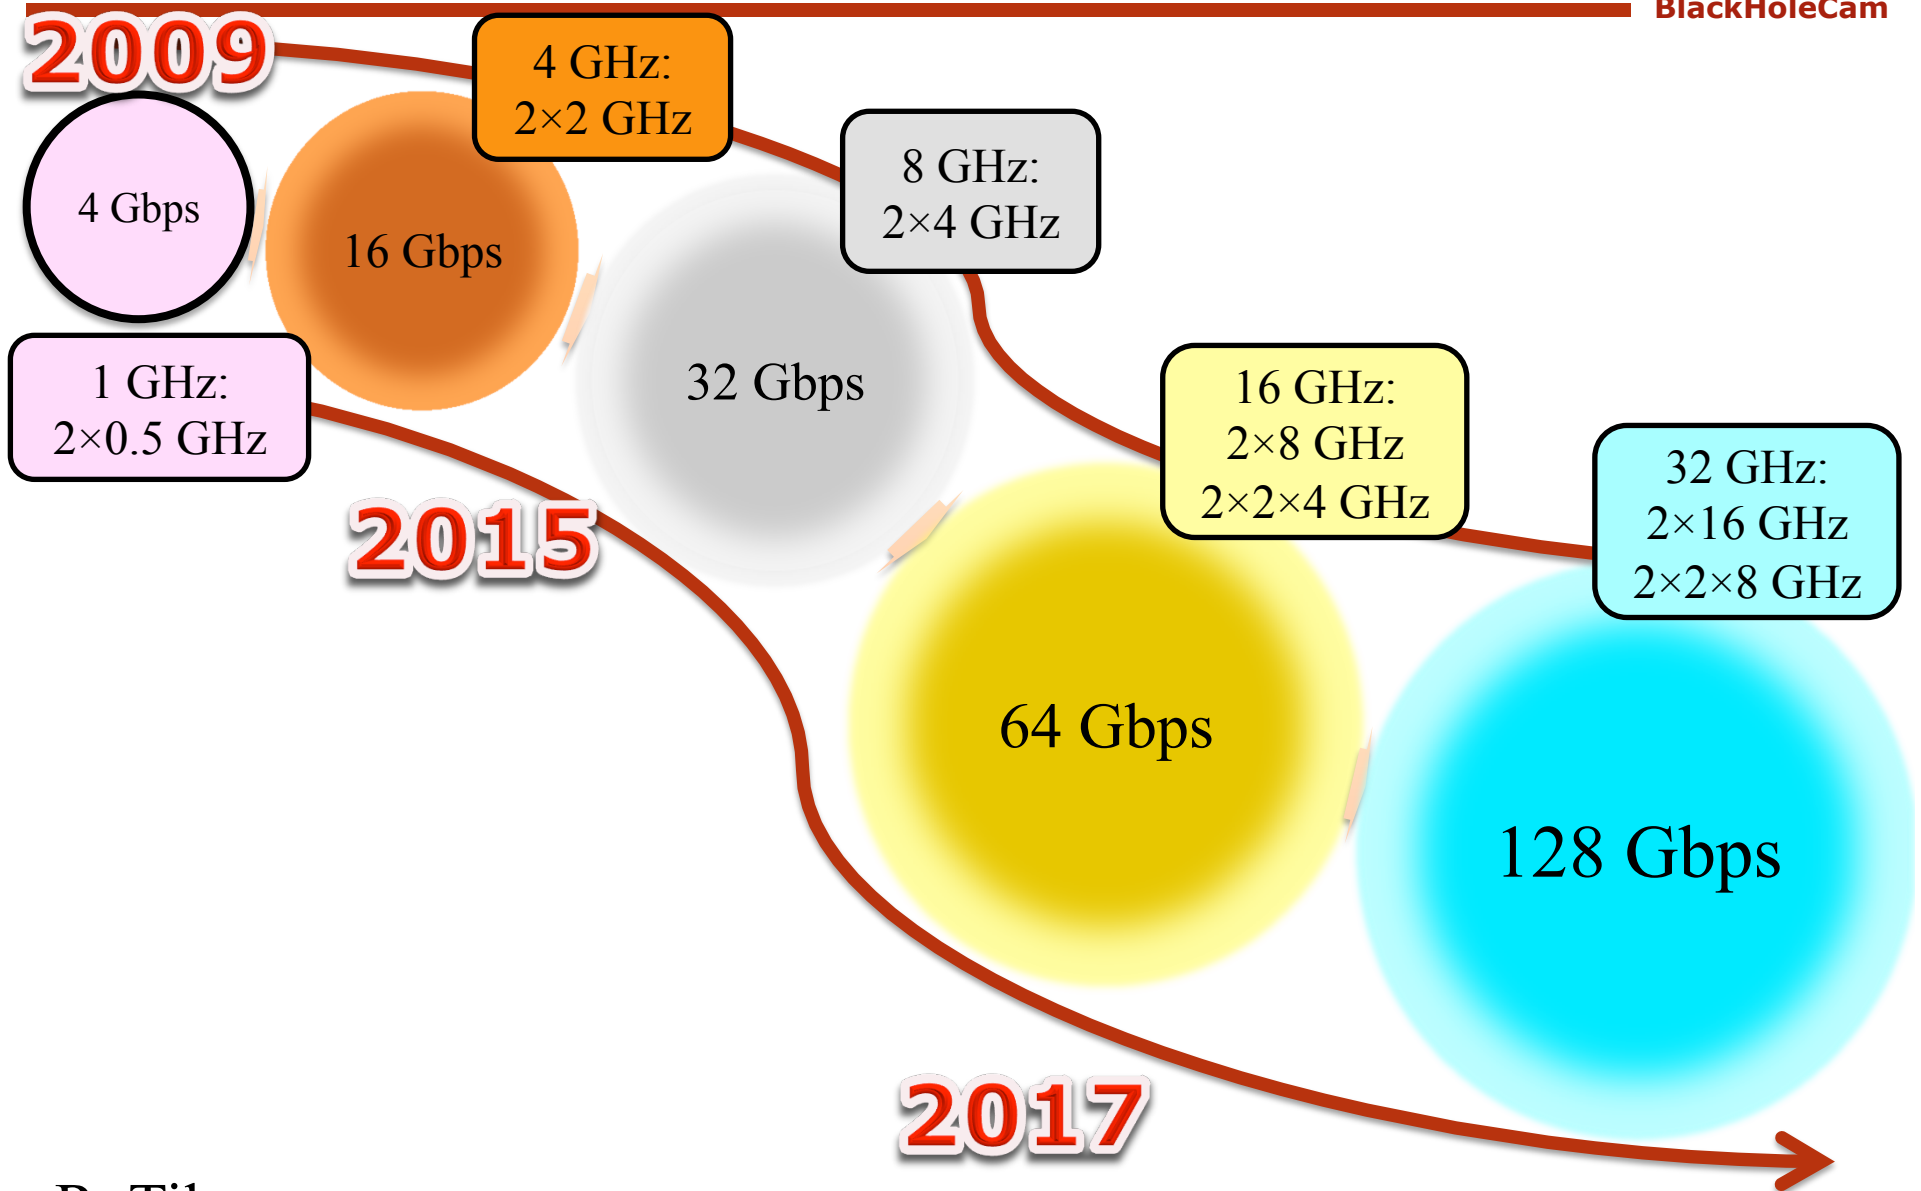 BlackHoleCam
2009
4 GHz:
2×2 GHz
8 GHz:
2×4 GHz
4 Gbps
16 Gbps
1 GHz:
2×0.5 GHz
32 Gbps
16 GHz:
2×8 GHz
2×2×4 GHz
32 GHz:
2×16 GHz
2×2×8 GHz
2015
64 Gbps
128 Gbps
2017